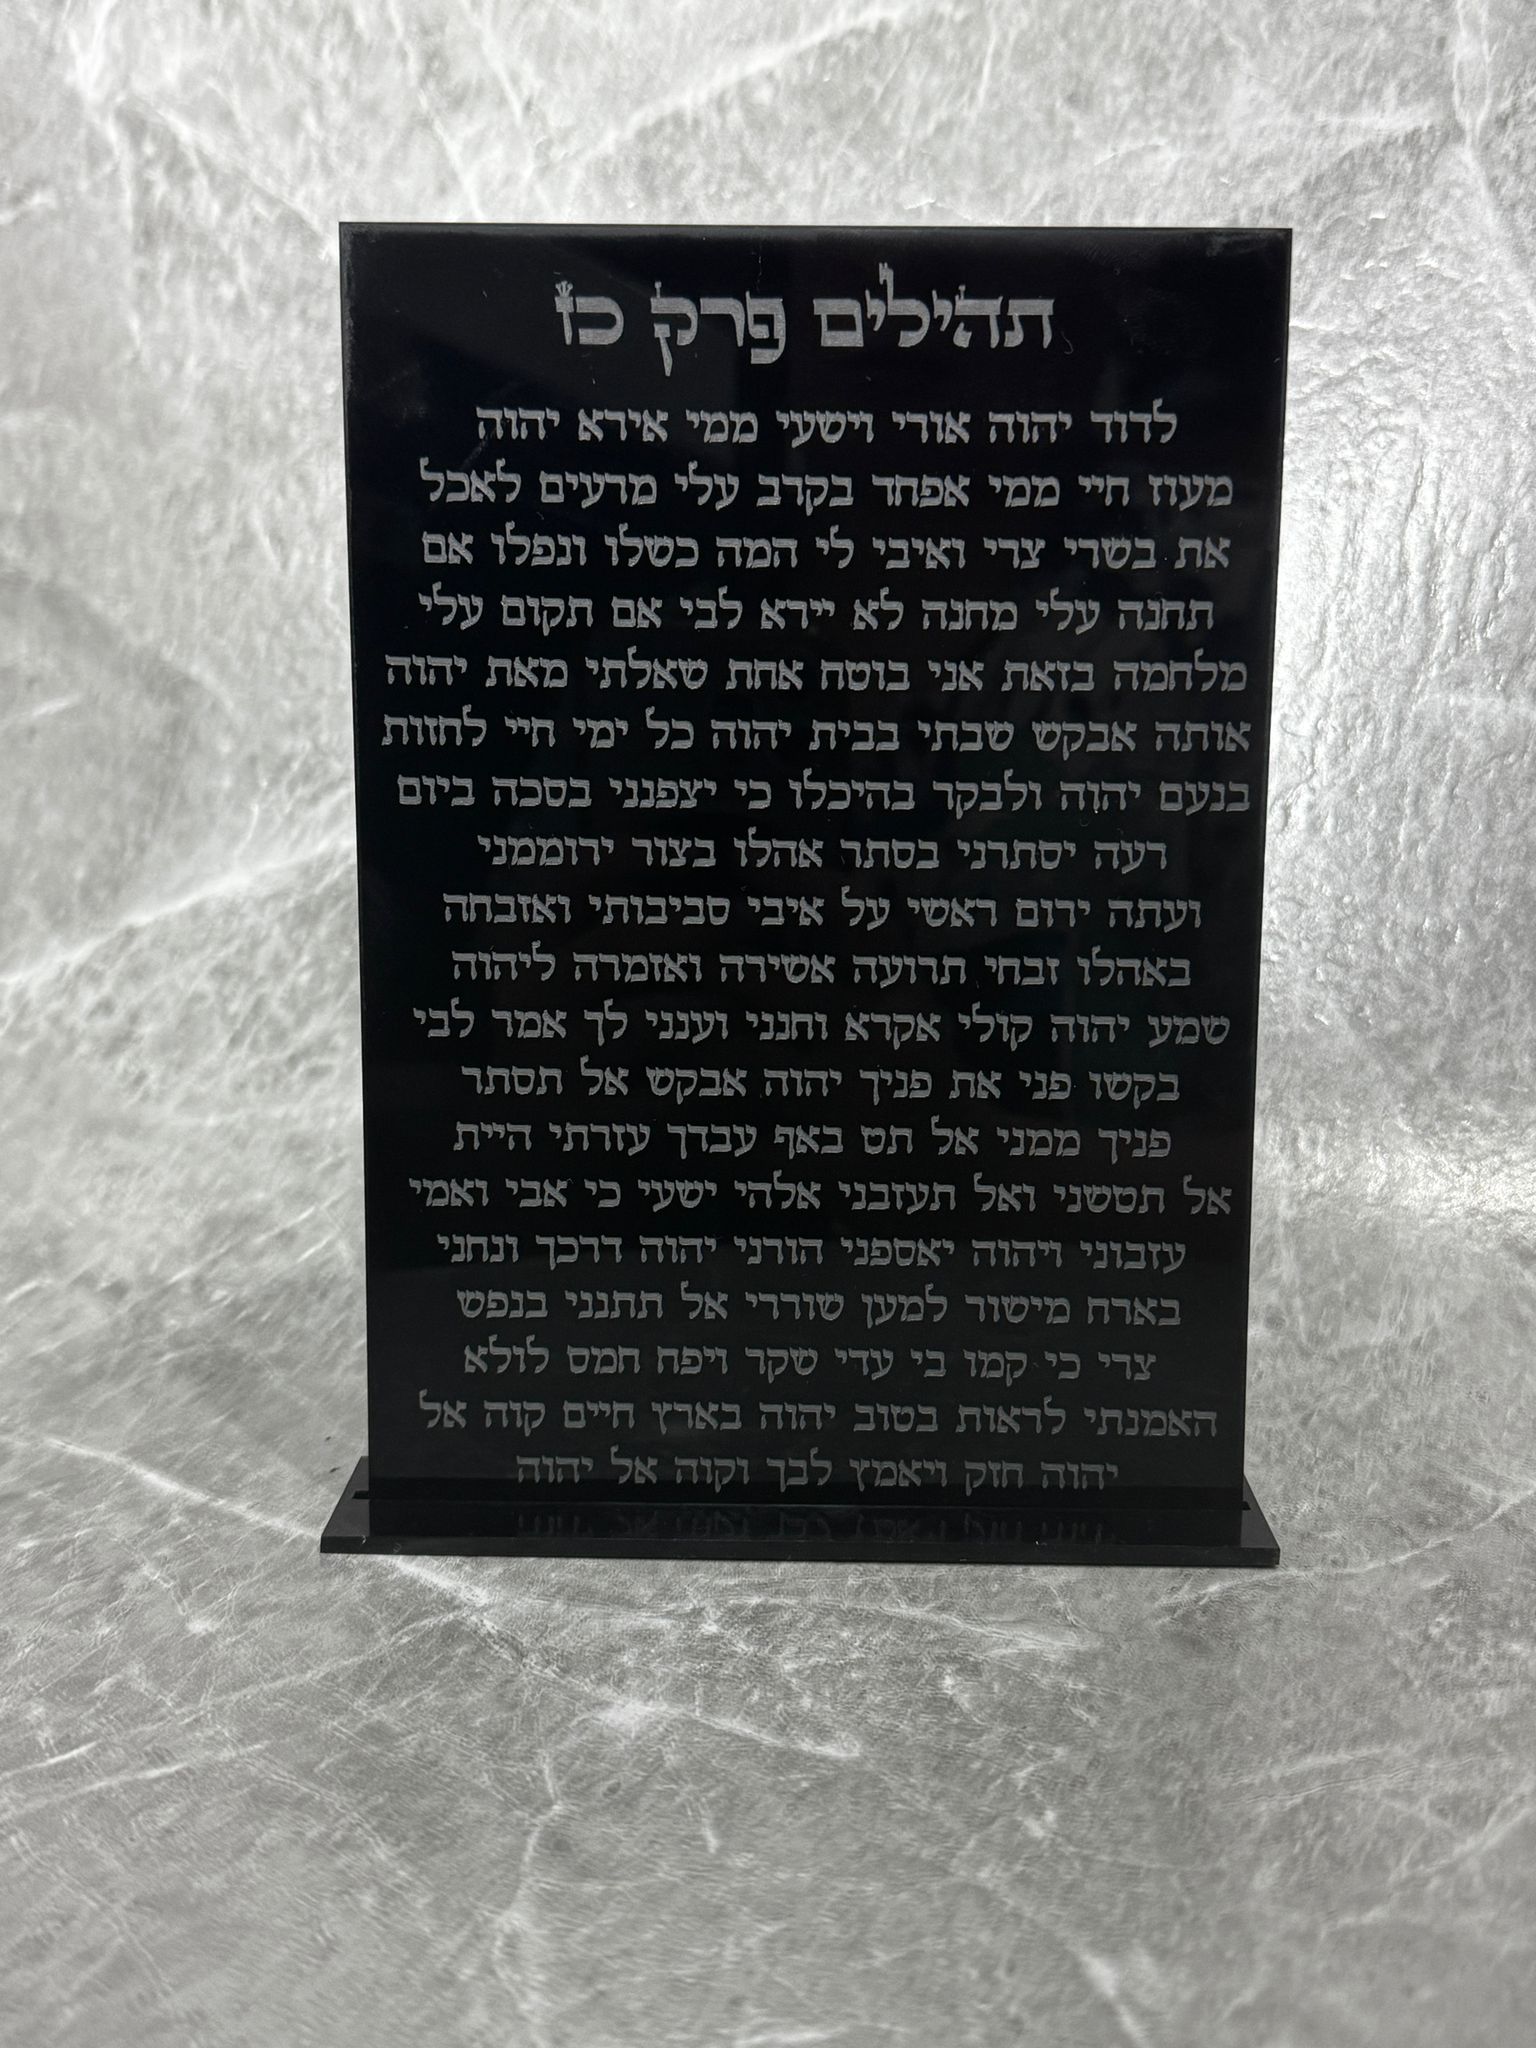 תהילים פרק כז
לדוד יהוה אורי וישעי ממי אירא יהוה
מעוז חיי ממי אפחד בקרב עלי מרעים לאכל
את בשרי צרי ואיבי לי המה כשלו ונפלו אם
תחנה עלי מחנה לא יירא לבי אם תקום עלי
מלחמה בזאת אני בוטח אחת שאלתי מאת יהוה
אותה אבקש שבתי בבית יהוה כל ימי חיי לחזות
בנעם יהוה ולבקר בהיכלו כי יצפנני בסכה ביום
רעה יסתרני בסתר אהלו בצור ירוממני
ועתה ירום ראשי על איבי סביבותי ואזבחה
באהלו זבחי תרועה אשירה ואזמרה ליהוה
שמע יהוה קולי אקרא וחנני וענני לך אמר לבי
בקשו פני את פניך יהוה אבקש אל תסתר
פניך ממני אל תט באף עבדך עזרתי היית
אל תטשני ואל תעזבני אלהי ישעי כי אבי ואמי
עזבוני ויהוה יאספני הורני יהוה דרכך ונחני
בארח מישור למען שוררי אל תתנני בנפש
צרי כי קמו בי עדי שקר ויפח חמס לולא
האמנתי לראות בטוב יהוה בארץ חיים קוה אל
יהוה חזק ויאמץ לבך וקוה אל יהוה